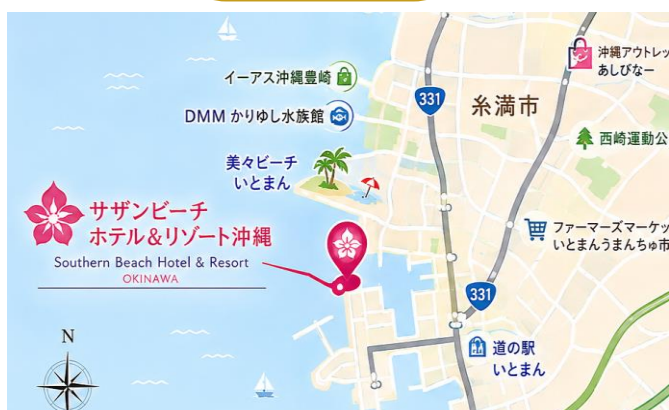 イーアス沖縄豊崎
DMM かりゆし水族館
美々ビーチ
いとまん
サザンビーチ
ホテル&リゾート沖縄
Southern Beach Hotel & Resort
OKINAWA
N
331
糸満市
沖縄アウトレッ
あしびなー
西崎運動公
ファーマーズマーケッ
いとまんうまんちゅ市
331
道の駅
いとまん